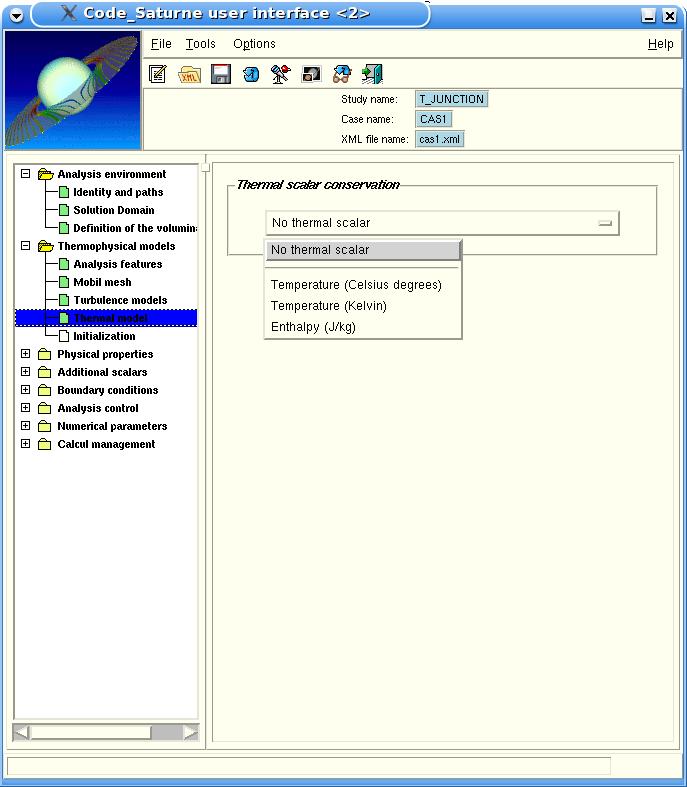 Code_Saturne user interface <2>
File Tools Options Help
XML
Study name: T_JUNCTION
Case name: CAS1
XML file name: cas1.xml
Analysis environment
Identity and paths
Solution Domain
Definition of the volumin
Thermophysical models
Analysis features
Mobil mesh
Turbulence models
Thermal model
Initialization
Physical properties
Additional scalars
Boundary conditions
Analysis control
Numerical parameters
Calcul management
Thermal scalar conservation
No thermal scalar
No thermal scalar
Temperature (Celsius degrees)
Temperature (Kelvin)
Enthalpy (J/kg)